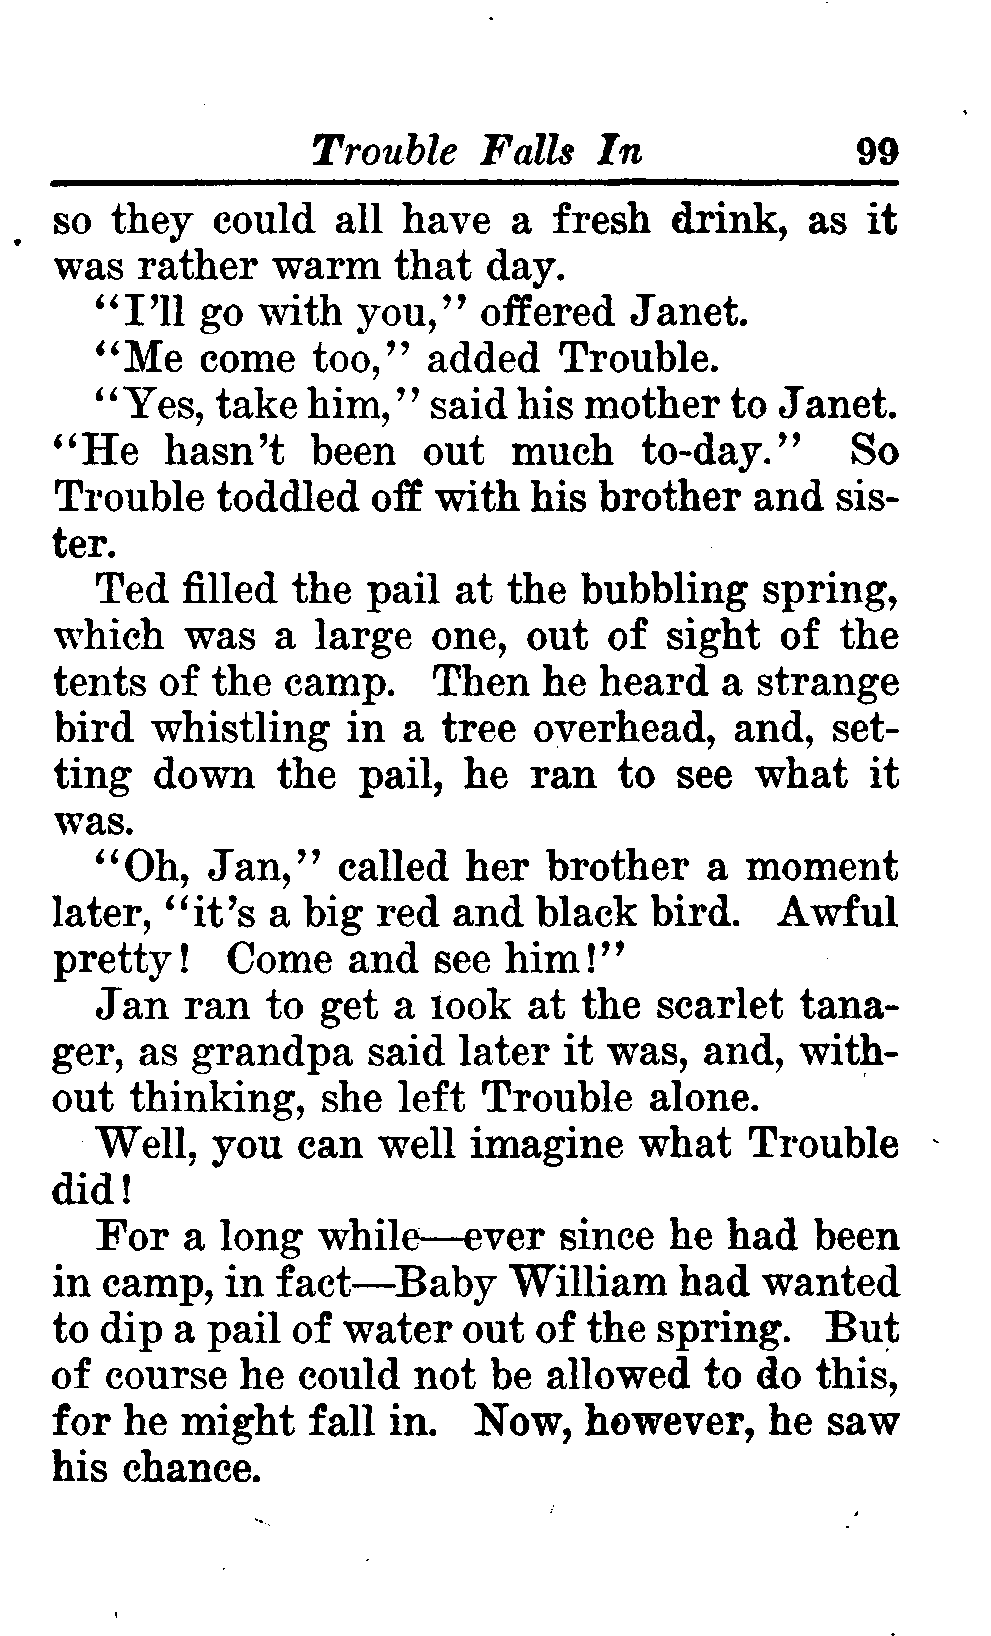 Trouble Falls In 99
so they could all have a fresh drink, as it
was rather warm that day.
"I'll go with you," offered Janet.
"Me come too," added Trouble.
"Yes, take him," said his mother to Janet.
"He hasn't been out much to-day." So
Trouble toddled off with his brother and sis-
ter.
Ted filled the pail at the bubbling spring,
which was a large one, out of sight of the
tents of the camp. Then he heard a strange
bird whistling in a tree overhead, and, set-
ting down the pail, he ran to see what it
was.
"Oh, Jan," called her brother a moment
later, "it's a big red and black bird. Awful
pretty! Come and see him!"
Jan ran to get a look at the scarlet tana-
ger, as grandpa said later it was, and, with-
out thinking, she left Trouble alone.
Well, you can well imagine what Trouble
did!
For a long while—ever since he had been
in camp, in fact—Baby William had wanted
to dip a pail of water out of the spring. But
of course he could not be allowed to do this,
for he might fall in. Now, however, he saw
his chance.